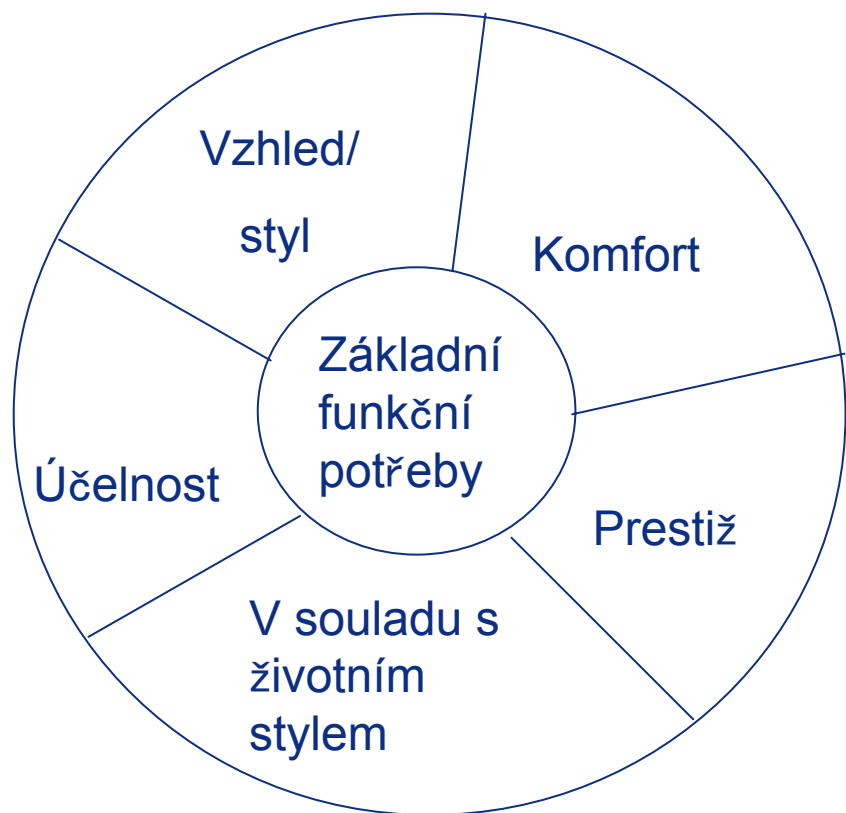 Vzhled/
styl
Komfort
Základní
funkční
potřeby
Účelnost
Prestiž
V souladu s
životním
stylem